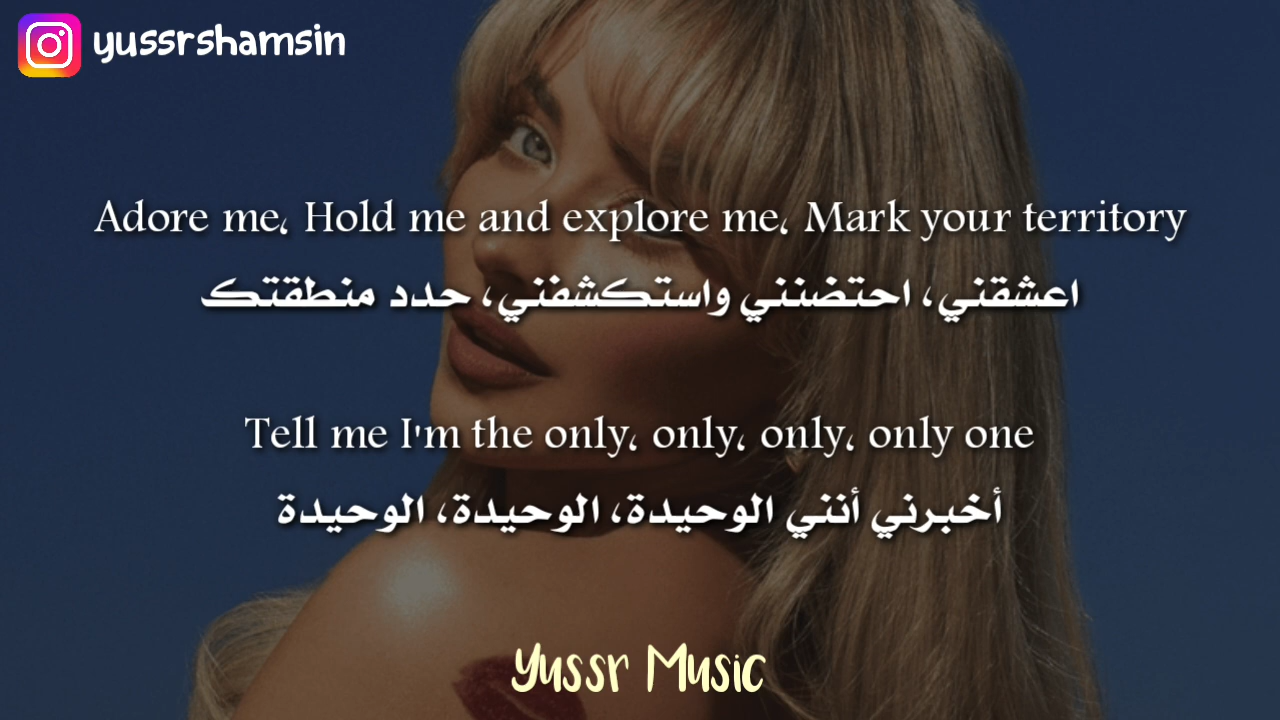 yussrshamsin
Adore me، Hold me and explore me، Mark your territory
اعشقني، احتضنني واستكشفني، حدد منطقتك
Tell me I'm the only، only، only، only one
أخبرني أنني الوحيدة، الوحيدة، الوحيدة
Yussr Music